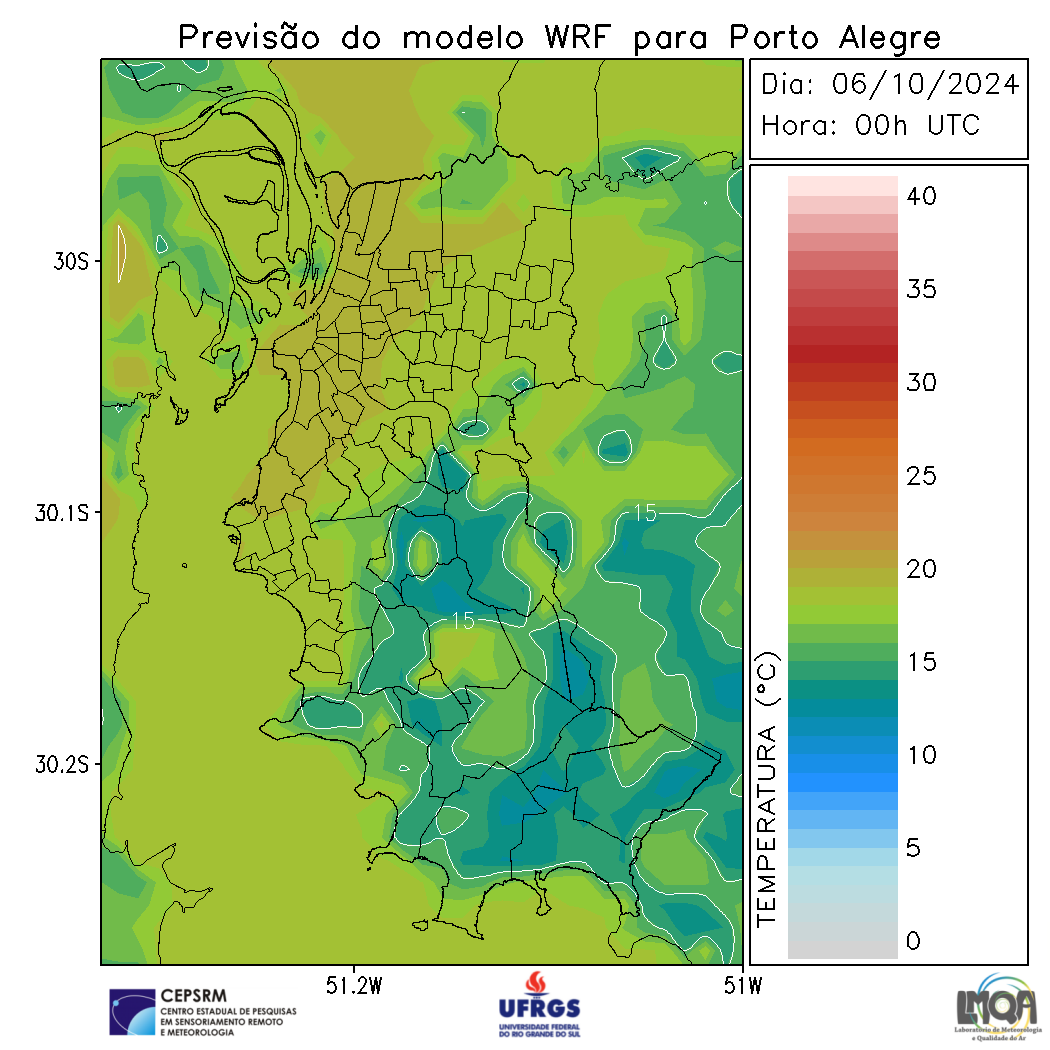 Previsão do modelo WRF para Porto Alegre
Dia: 06/10/2024
Hora: 00h UTC
30S
30.1S
30.2S
51.2W
51W
15
15
40
35
30
25
20
15
10
5
0
TEMPERATURA (°C)
CEPSRM
CENTRO ESTADUAL DE PESQUISAS
EM SENSORIAMENTO REMOTO
E METEOROLOGIA
UFRGS
UNIVERSIDADE FEDERAL
DO RIO GRANDE DO SUL
LMQA
Laboratório de Meteorologia
e Qualidade do Ar